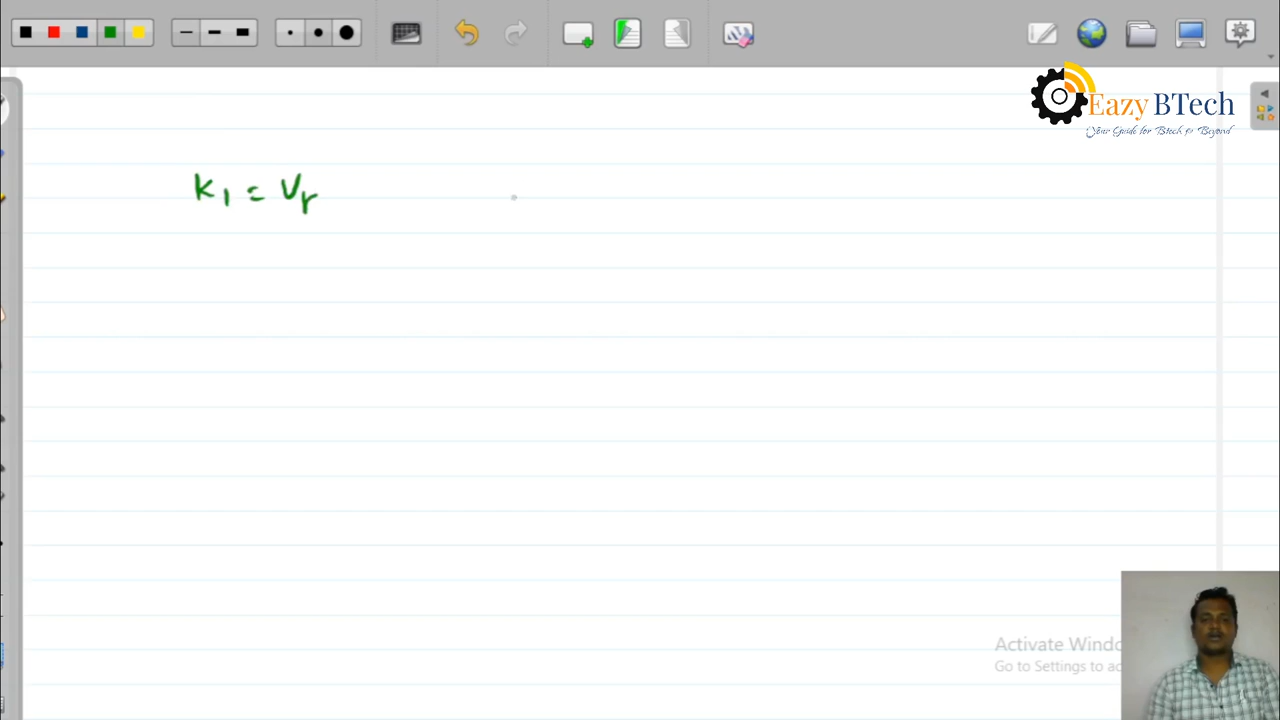 Eazy BTech
Your Guide for Btech & Beyond
K₁ = Vᵣ
Activate Windo
Go to Settings to ac